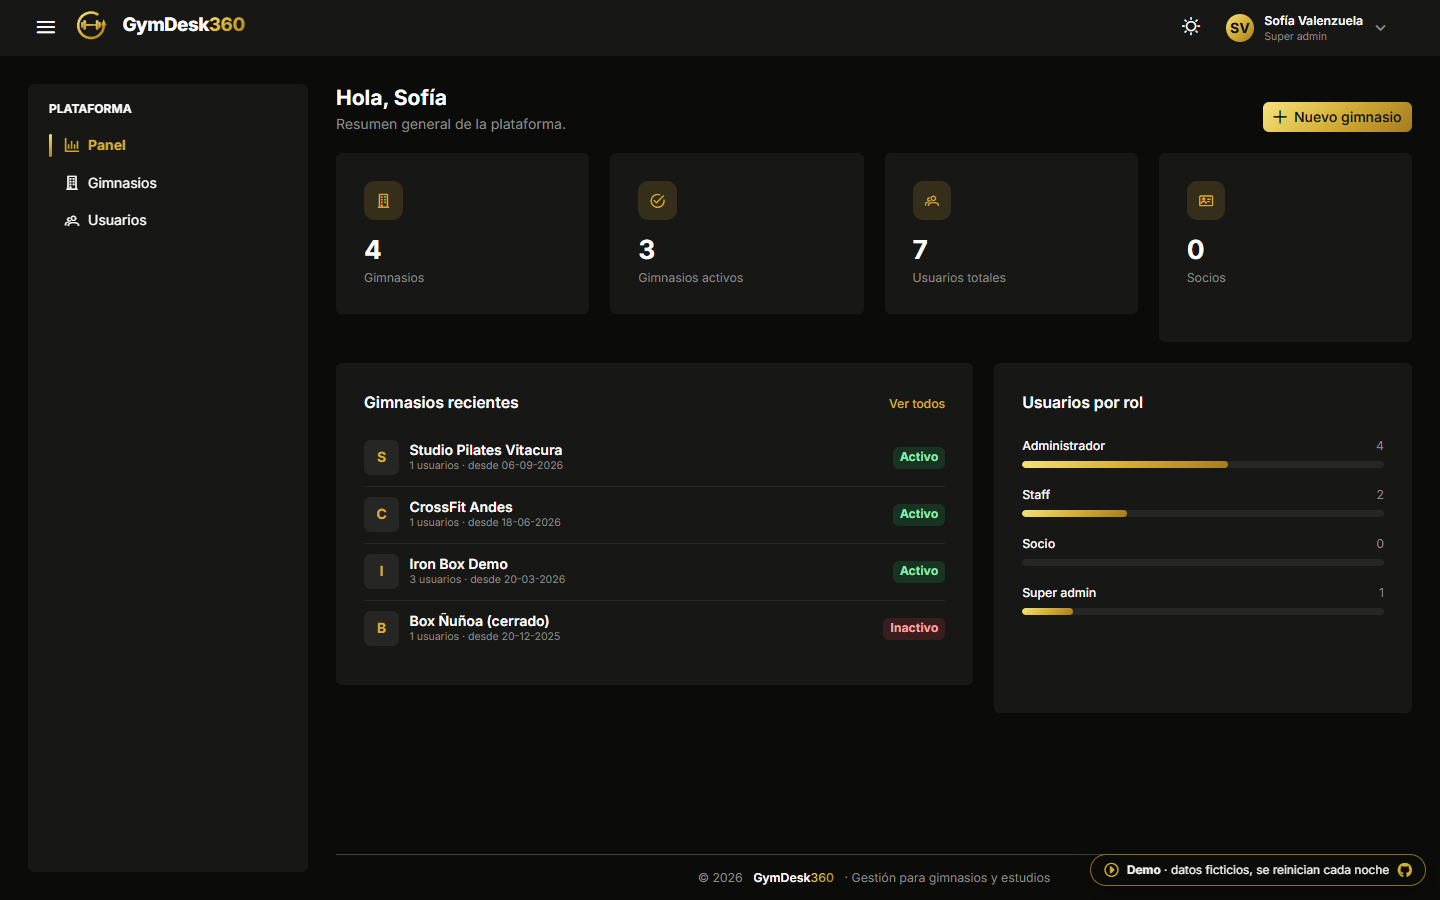 GymDesk360
SV
Sofía Valenzuela
Super admin
PLATAFORMA
Panel
Gimnasios
Usuarios
Hola, Sofía
Resumen general de la plataforma.
Nuevo gimnasio
4
Gimnasios
3
Gimnasios activos
7
Usuarios totales
0
Socios
Gimnasios recientes
Ver todos
S
Studio Pilates Vitacura
1 usuarios · desde 06-09-2026
Activo
C
CrossFit Andes
1 usuarios · desde 18-06-2026
Activo
I
Iron Box Demo
3 usuarios · desde 20-03-2026
Activo
B
Box Ñuñoa (cerrado)
1 usuarios · desde 20-12-2025
Inactivo
Usuarios por rol
Administrador 4
Staff 2
Socio 0
Super admin 1
© 2026 GymDesk360 · Gestión para gimnasios y estudios
Demo · datos ficticios, se reinician cada noche